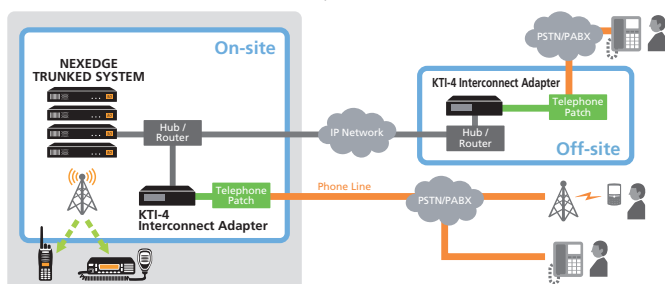 On-site
NEXEDGE
TRUNKED SYSTEM
Hub /
Router
KTI-4
Interconnect Adapter
Telephone
Patch
Phone Line
IP Network
PSTN/PABX
KTI-4 Interconnect Adapter
Hub /
Router
Telephone
Patch
Off-site
PSTN/PABX